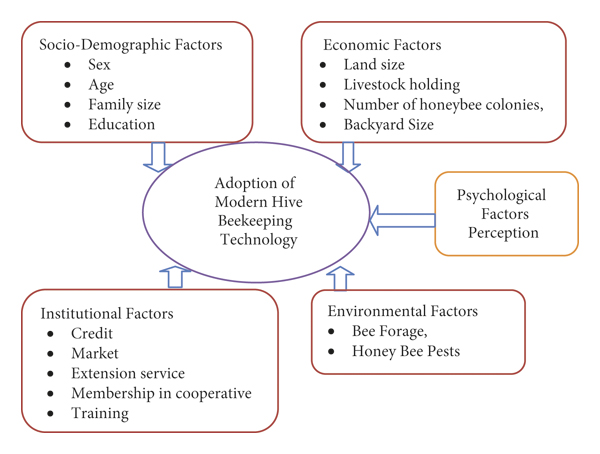 Socio-Demographic Factors
• Sex
• Age
• Family size
• Education
Economic Factors
• Land size
• Livestock holding
• Number of honeybee colonies,
• Backyard Size
Adoption of
Modern Hive
Beekeeping
Technology
Psychological
Factors
Perception
Institutional Factors
• Credit
• Market
• Extension service
• Membership in cooperative
• Training
Environmental Factors
• Bee Forage,
• Honey Bee Pests